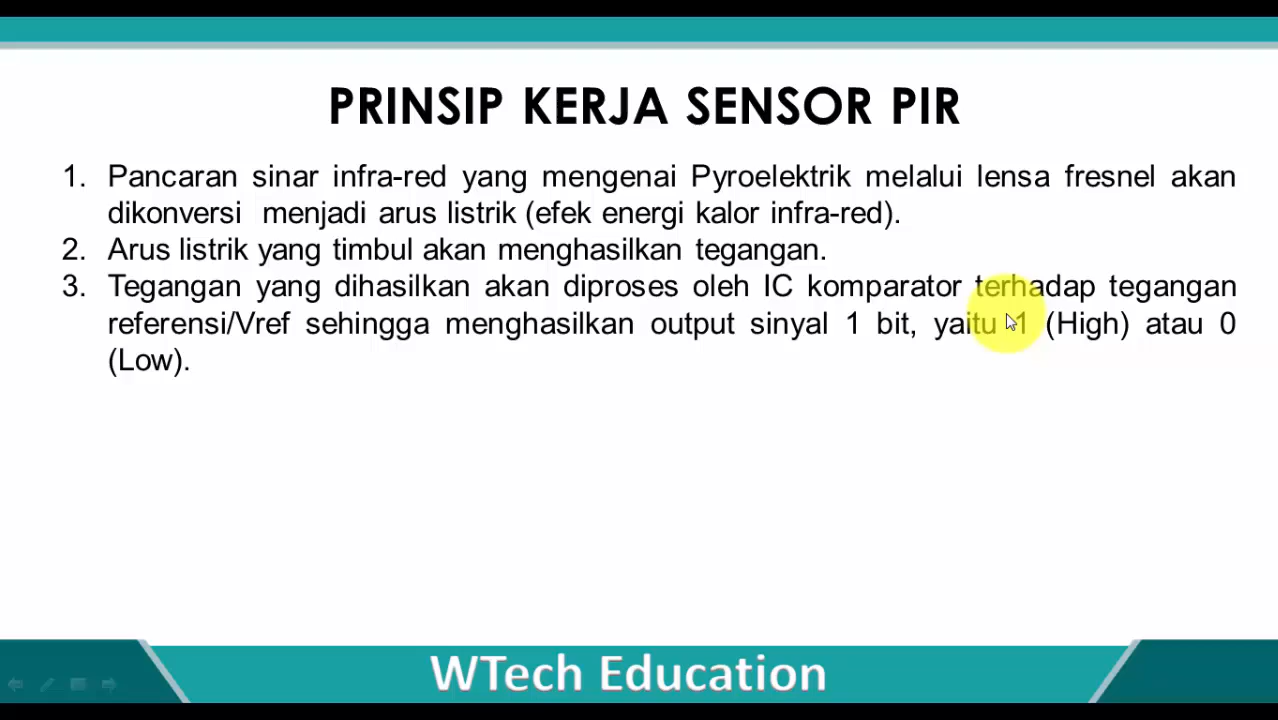 PRINSIP KERJA SENSOR PIR
1. Pancaran sinar infra-red yang mengenai Pyroelektrik melalui lensa fresnel akan
dikonversi menjadi arus listrik (efek energi kalor infra-red).
2. Arus listrik yang timbul akan menghasilkan tegangan.
3. Tegangan yang dihasilkan akan diproses oleh IC komparator terhadap tegangan
referensi/Vref sehingga menghasilkan output sinyal 1 bit, yaitu 1 (High) atau 0
(Low).
WTech Education